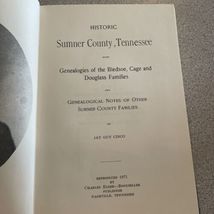 HISTORIC
Sumner County, Tennessee
WITH
Genealogies of the Bledsoe, Cage and
Douglass Families
AND
Genealogical Notes of Other
Sumner County Families
BY
JAY GUY CISCO
REPRINTED 1971
BY
CHARLES ELDER—BOOKSELLER
PUBLISHER
NASHVILLE, TENNESSEE